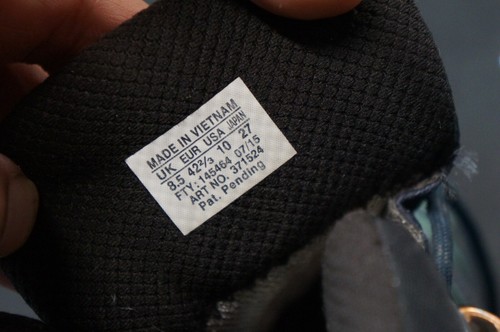 MADE IN VIETNAM
UK EUR USA JAPAN
8.5 42⅔ 10 27
FTY: 145464 07/15
ART NO. 371524
Pat. Pending